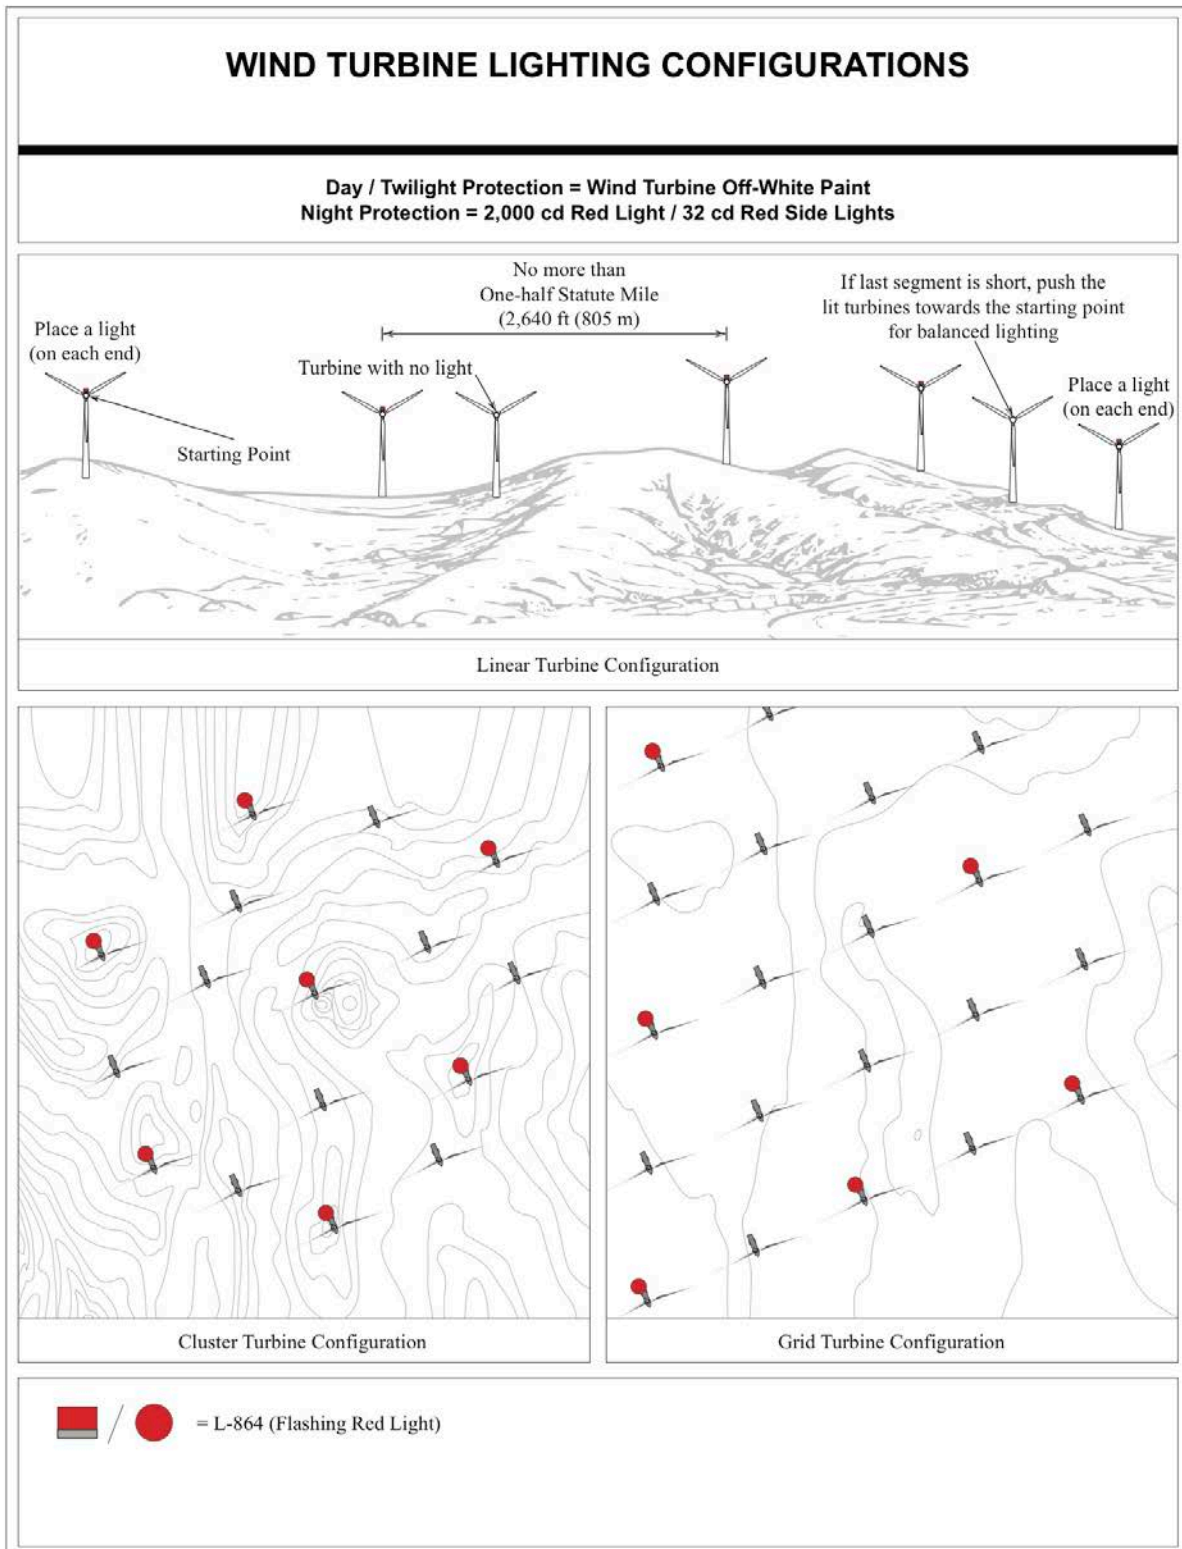 WIND TURBINE LIGHTING CONFIGURATIONS
Day / Twilight Protection = Wind Turbine Off-White Paint
Night Protection = 2,000 cd Red Light / 32 cd Red Side Lights
No more than
One-half Statute Mile
(2,640 ft (805 m)
If last segment is short, push the
lit turbines towards the starting point
for balanced lighting
Place a light
(on each end)
Turbine with no light
Starting Point
Place a light
(on each end)
Linear Turbine Configuration
Cluster Turbine Configuration
Grid Turbine Configuration
/ = L-864 (Flashing Red Light)